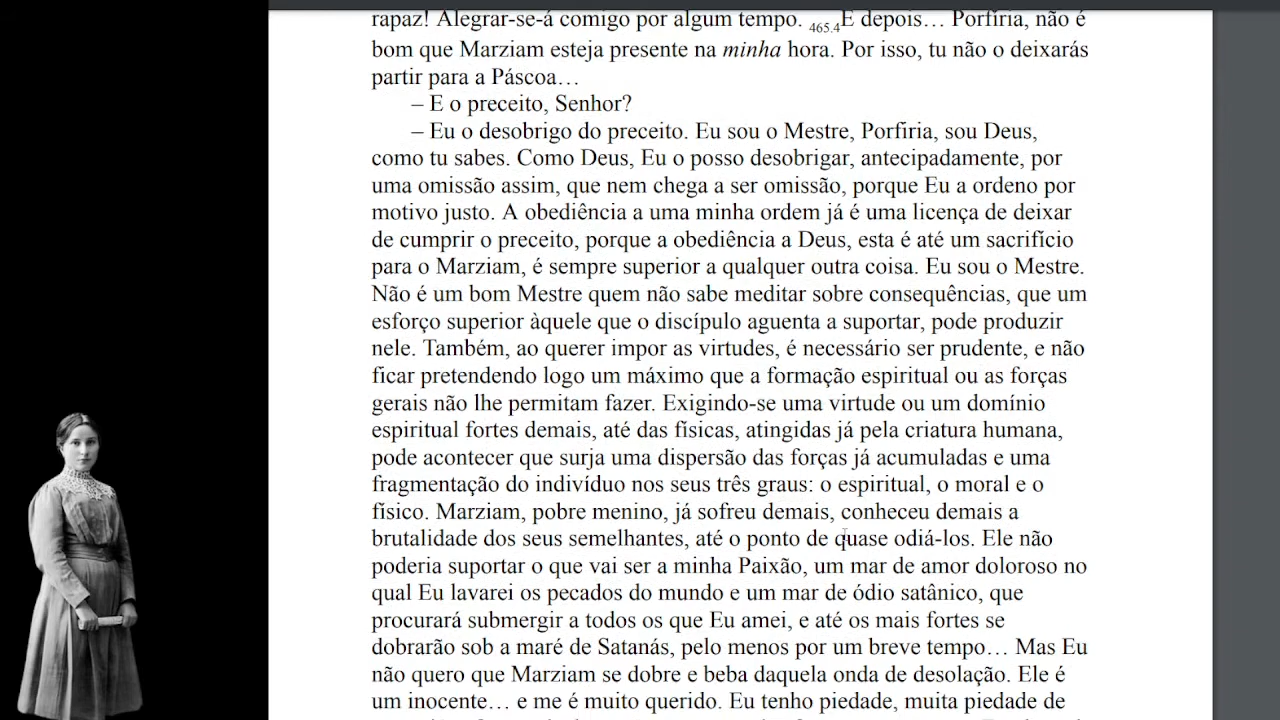 rapaz! Alegrar-se-á comigo por algum tempo. 465.4E depois… Porfíria, não é
bom que Marziam esteja presente na minha hora. Por isso, tu não o deixarás
partir para a Páscoa…
– E o preceito, Senhor?
– Eu o desobrigo do preceito. Eu sou o Mestre, Porfiria, sou Deus,
como tu sabes. Como Deus, Eu o posso desobrigar, antecipadamente, por
uma omissão assim, que nem chega a ser omissão, porque Eu a ordeno por
motivo justo. A obediência a uma minha ordem já é uma licença de deixar
de cumprir o preceito, porque a obediência a Deus, esta é até um sacrifício
para o Marziam, é sempre superior a qualquer outra coisa. Eu sou o Mestre.
Não é um bom Mestre quem não sabe meditar sobre consequências, que um
esforço superior àquele que o discípulo aguenta a suportar, pode produzir
nele. Também, ao querer impor as virtudes, é necessário ser prudente, e não
ficar pretendendo logo um máximo que a formação espiritual ou as forças
gerais não lhe permitam fazer. Exigindo-se uma virtude ou um domínio
espiritual fortes demais, até das físicas, atingidas já pela criatura humana,
pode acontecer que surja uma dispersão das forças já acumuladas e uma
fragmentação do indivíduo nos seus três graus: o espiritual, o moral e o
físico. Marziam, pobre menino, já sofreu demais, conheceu demais a
brutalidade dos seus semelhantes, até o ponto de quase odiá-los. Ele não
poderia suportar o que vai ser a minha Paixão, um mar de amor doloroso no
qual Eu lavarei os pecados do mundo e um mar de ódio satânico, que
procurará submergir a todos os que Eu amei, e até os mais fortes se
dobrarão sob a maré de Satanás, pelo menos por um breve tempo… Mas Eu
não quero que Marziam se dobre e beba daquela onda de desolação. Ele é
um inocente… e me é muito querido. Eu tenho piedade, muita piedade de